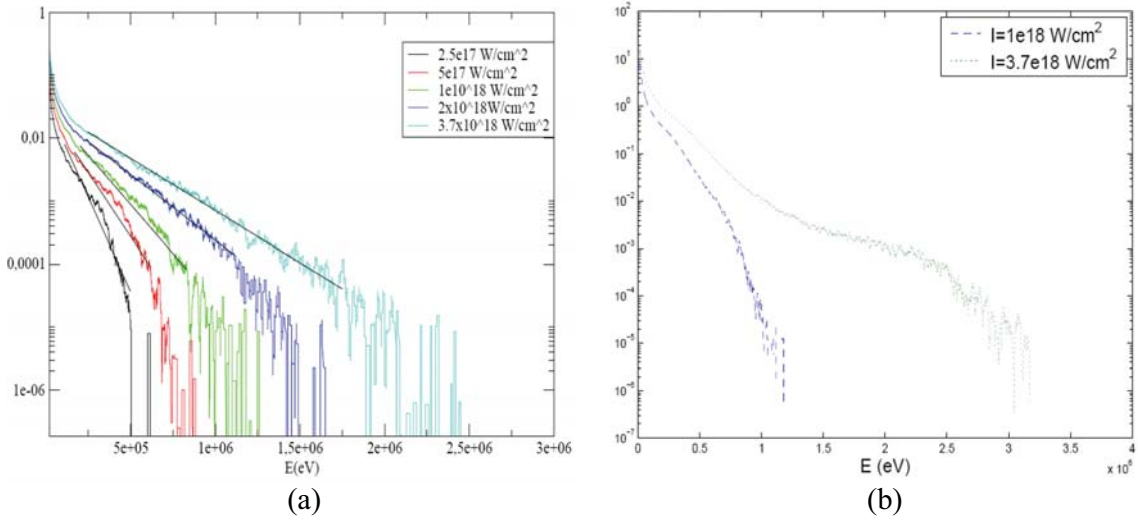 1
0.01
0.0001
1e-06
5e+05
1e+06
1.5e+06
2e+06
2.5e+06
3e+06
E(eV)
2.5e17 W/cm^2
5e17 W/cm^2
1e10^18 W/cm^2
2x10^18W/cm^2
3.7x10^18 W/cm^2
(a)
10^2
10^1
10^0
10^-1
10^-2
10^-3
10^-4
10^-5
10^-6
10^-7
0
0.5
1
1.5
2
2.5
3
3.5
4
E (eV)
x 10^6
I=1e18 W/cm^2
I=3.7e18 W/cm^2
(b)